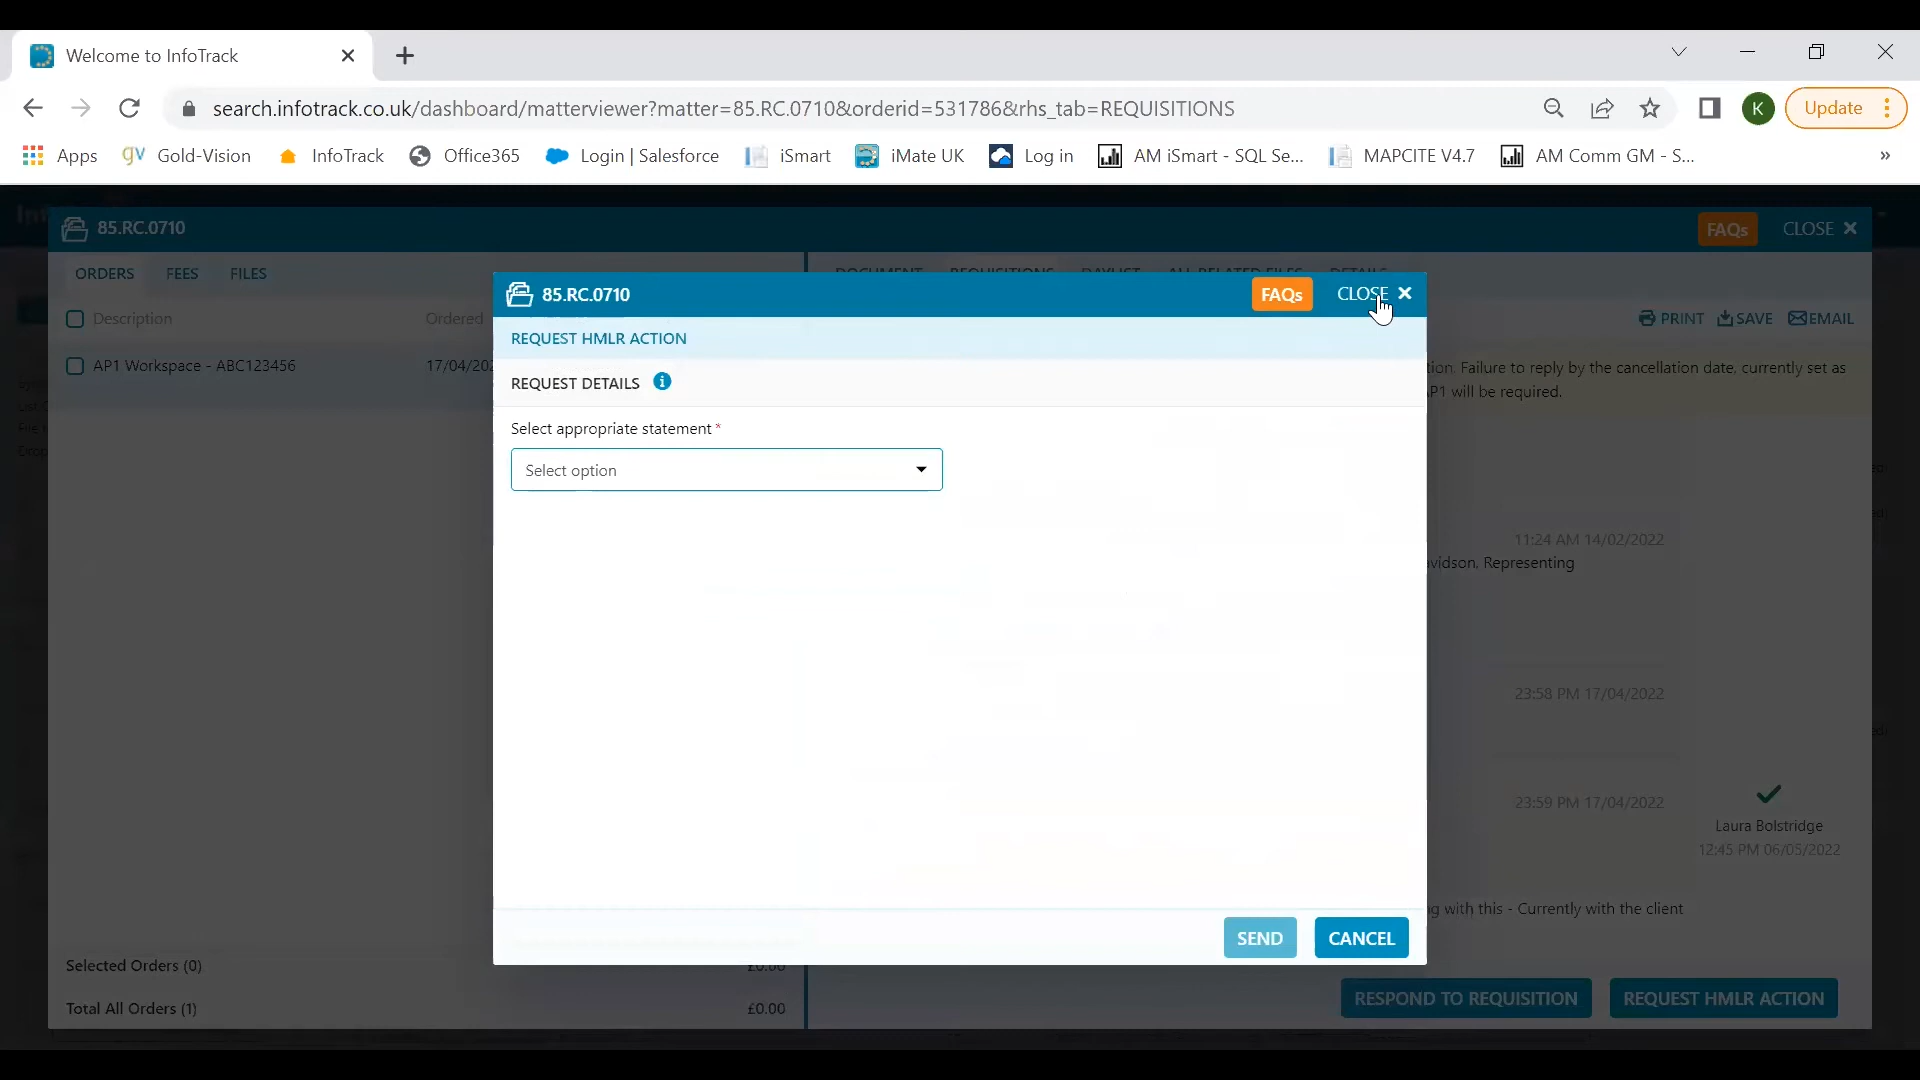 Welcome to InfoTrack
search.infotrack.co.uk/dashboard/matterviewer?matter=85.RC.0710&orderid=531786&rhs_tab=REQUISITIONS
K
Update
Apps
gv Gold-Vision
InfoTrack
Office365
Login | Salesforce
iSmart
iMate UK
Log in
AM iSmart - SQL Se...
MAPCITE V4.7
AM Comm GM - S...
»
85.RC.0710
FAQs
CLOSE
ORDERS FEES FILES
Description Ordered
PRINT SAVE EMAIL
AP1 Workspace - ABC123456
tion. Failure to reply by the cancellation date, currently set as
P1 will be required.
85.RC.0710
FAQs
CLOSE
REQUEST HMLR ACTION
REQUEST DETAILS
Select appropriate statement *
Select option
SEND
CANCEL
11:24 AM 14/02/2022
Representing
23:58 PM 17/04/2022
23:59 PM 17/04/2022
Laura Bolstridge
12:45 PM 06/05/2022
with this - Currently with the client
Selected Orders (0) £0.00
Total All Orders (1) £0.00
RESPOND TO REQUISITION
REQUEST HMLR ACTION